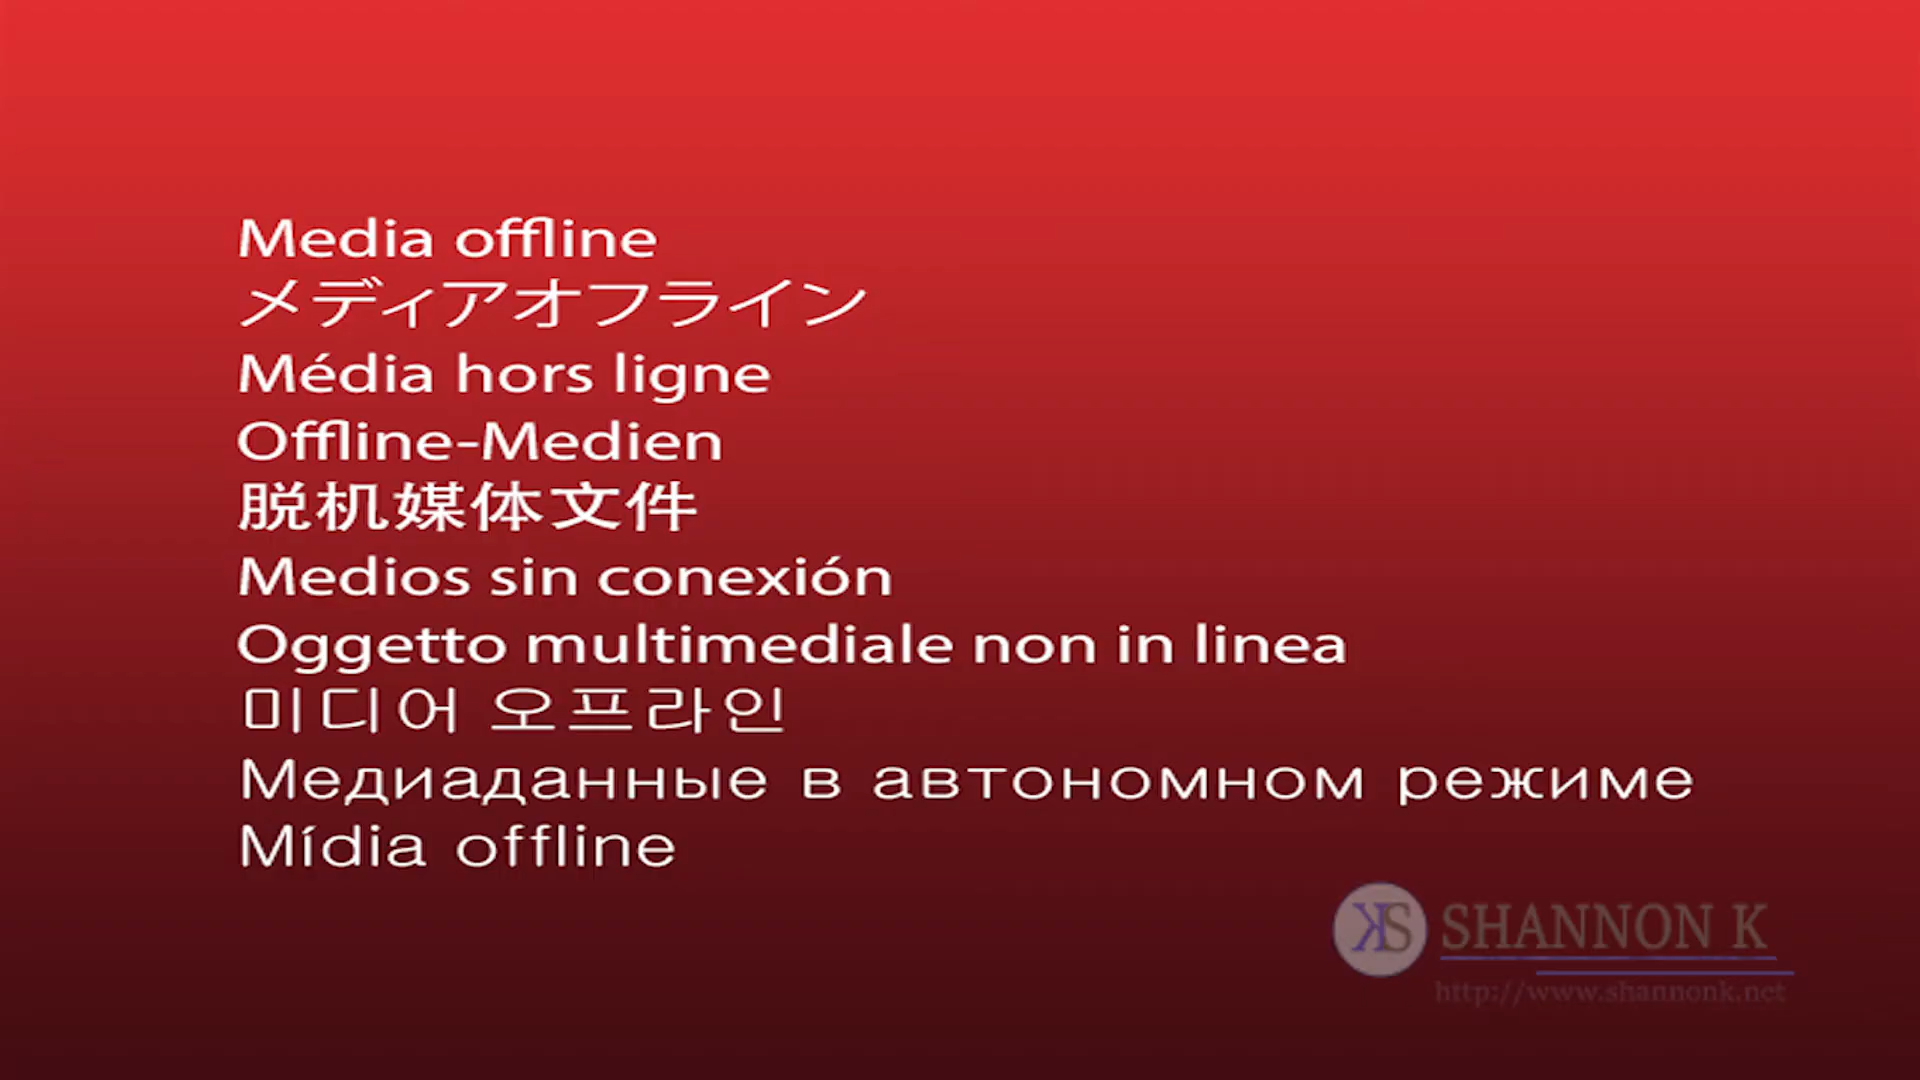 Media offline
メディアオフライン
Média hors ligne
Offline-Medien
脱机媒体文件
Medios sin conexión
Oggetto multimediale non in linea
미디어 오프라인
Медиаданные в автономном режиме
Mídia offline
KS SHANNON K
http://www.shannonk.net